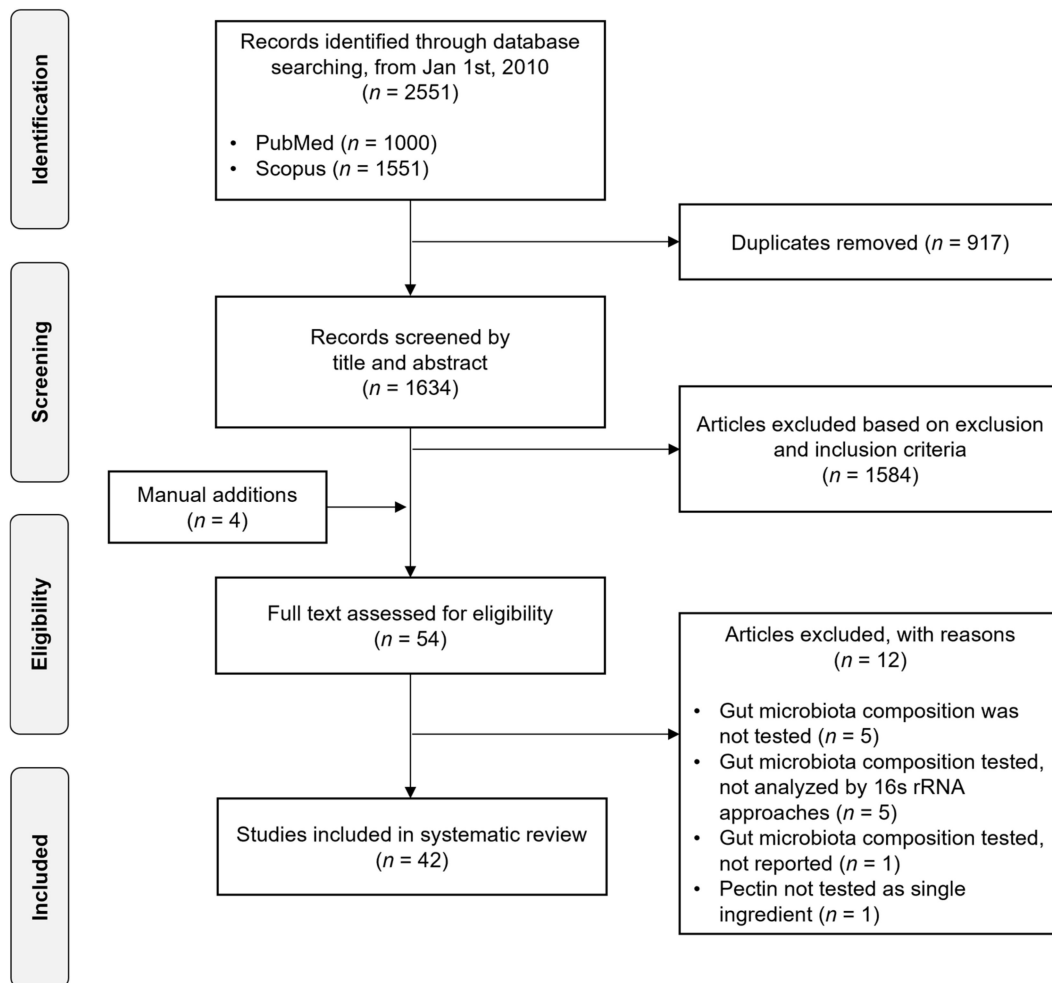 Identification
Records identified through database
searching, from Jan 1st, 2010
(n = 2551)
• PubMed (n = 1000)
• Scopus (n = 1551)
Duplicates removed (n = 917)
Screening
Records screened by
title and abstract
(n = 1634)
Articles excluded based on exclusion
and inclusion criteria
(n = 1584)
Manual additions
(n = 4)
Eligibility
Full text assessed for eligibility
(n = 54)
Articles excluded, with reasons
(n = 12)
• Gut microbiota composition was
not tested (n = 5)
• Gut microbiota composition tested,
not analyzed by 16s rRNA
approaches (n = 5)
• Gut microbiota composition tested,
not reported (n = 1)
• Pectin not tested as single
ingredient (n = 1)
Included
Studies included in systematic review
(n = 42)